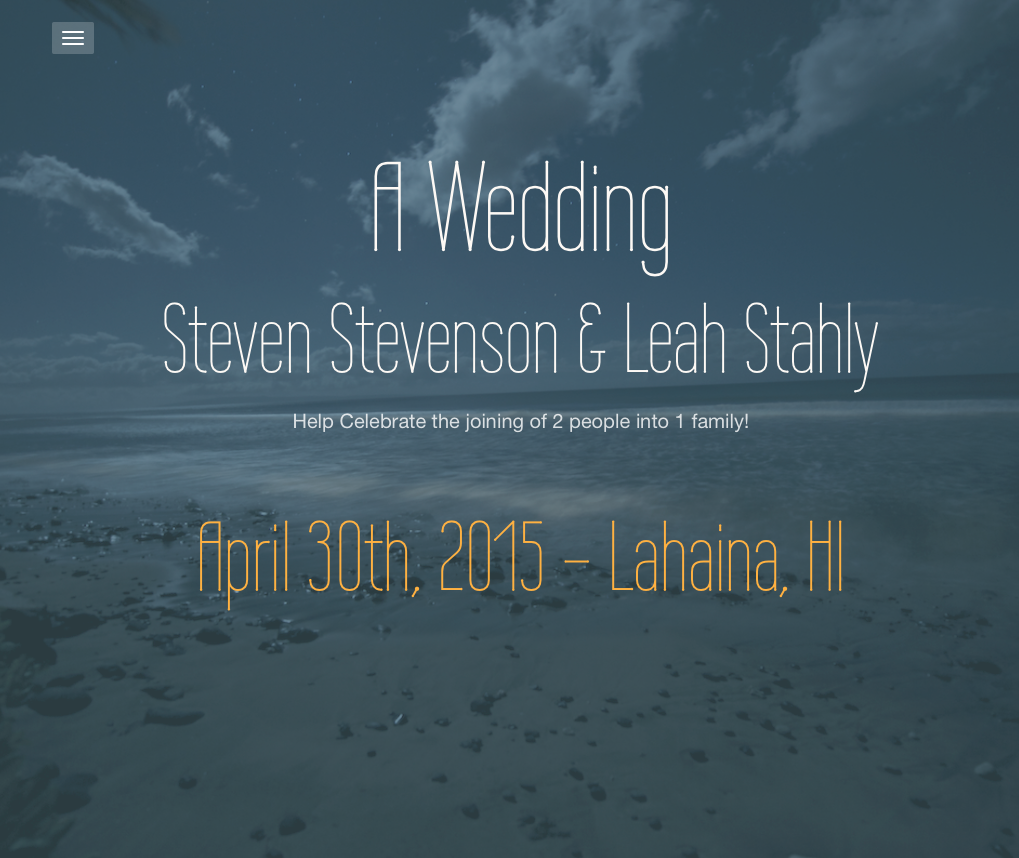 A Wedding
Steven Stevenson & Leah Stahly
Help Celebrate the joining of 2 people into 1 family!
April 30th, 2015 – Lahaina, HI